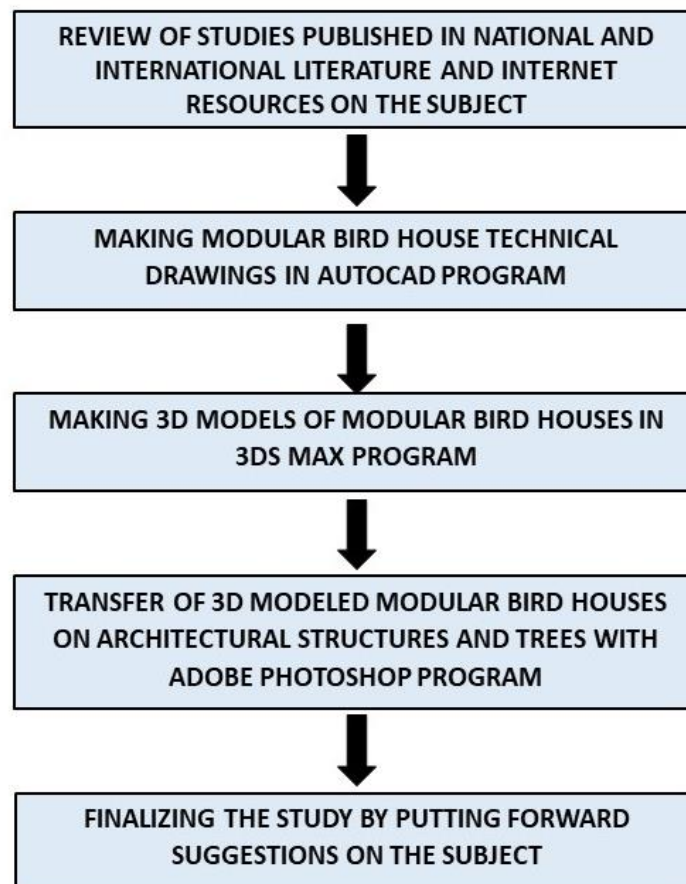 REVIEW OF STUDIES PUBLISHED IN NATIONAL AND
INTERNATIONAL LITERATURE AND INTERNET
RESOURCES ON THE SUBJECT
MAKING MODULAR BIRD HOUSE TECHNICAL
DRAWINGS IN AUTOCAD PROGRAM
MAKING 3D MODELS OF MODULAR BIRD HOUSES IN
3DS MAX PROGRAM
TRANSFER OF 3D MODELED MODULAR BIRD HOUSES
ON ARCHITECTURAL STRUCTURES AND TREES WITH
ADOBE PHOTOSHOP PROGRAM
FINALIZING THE STUDY BY PUTTING FORWARD
SUGGESTIONS ON THE SUBJECT